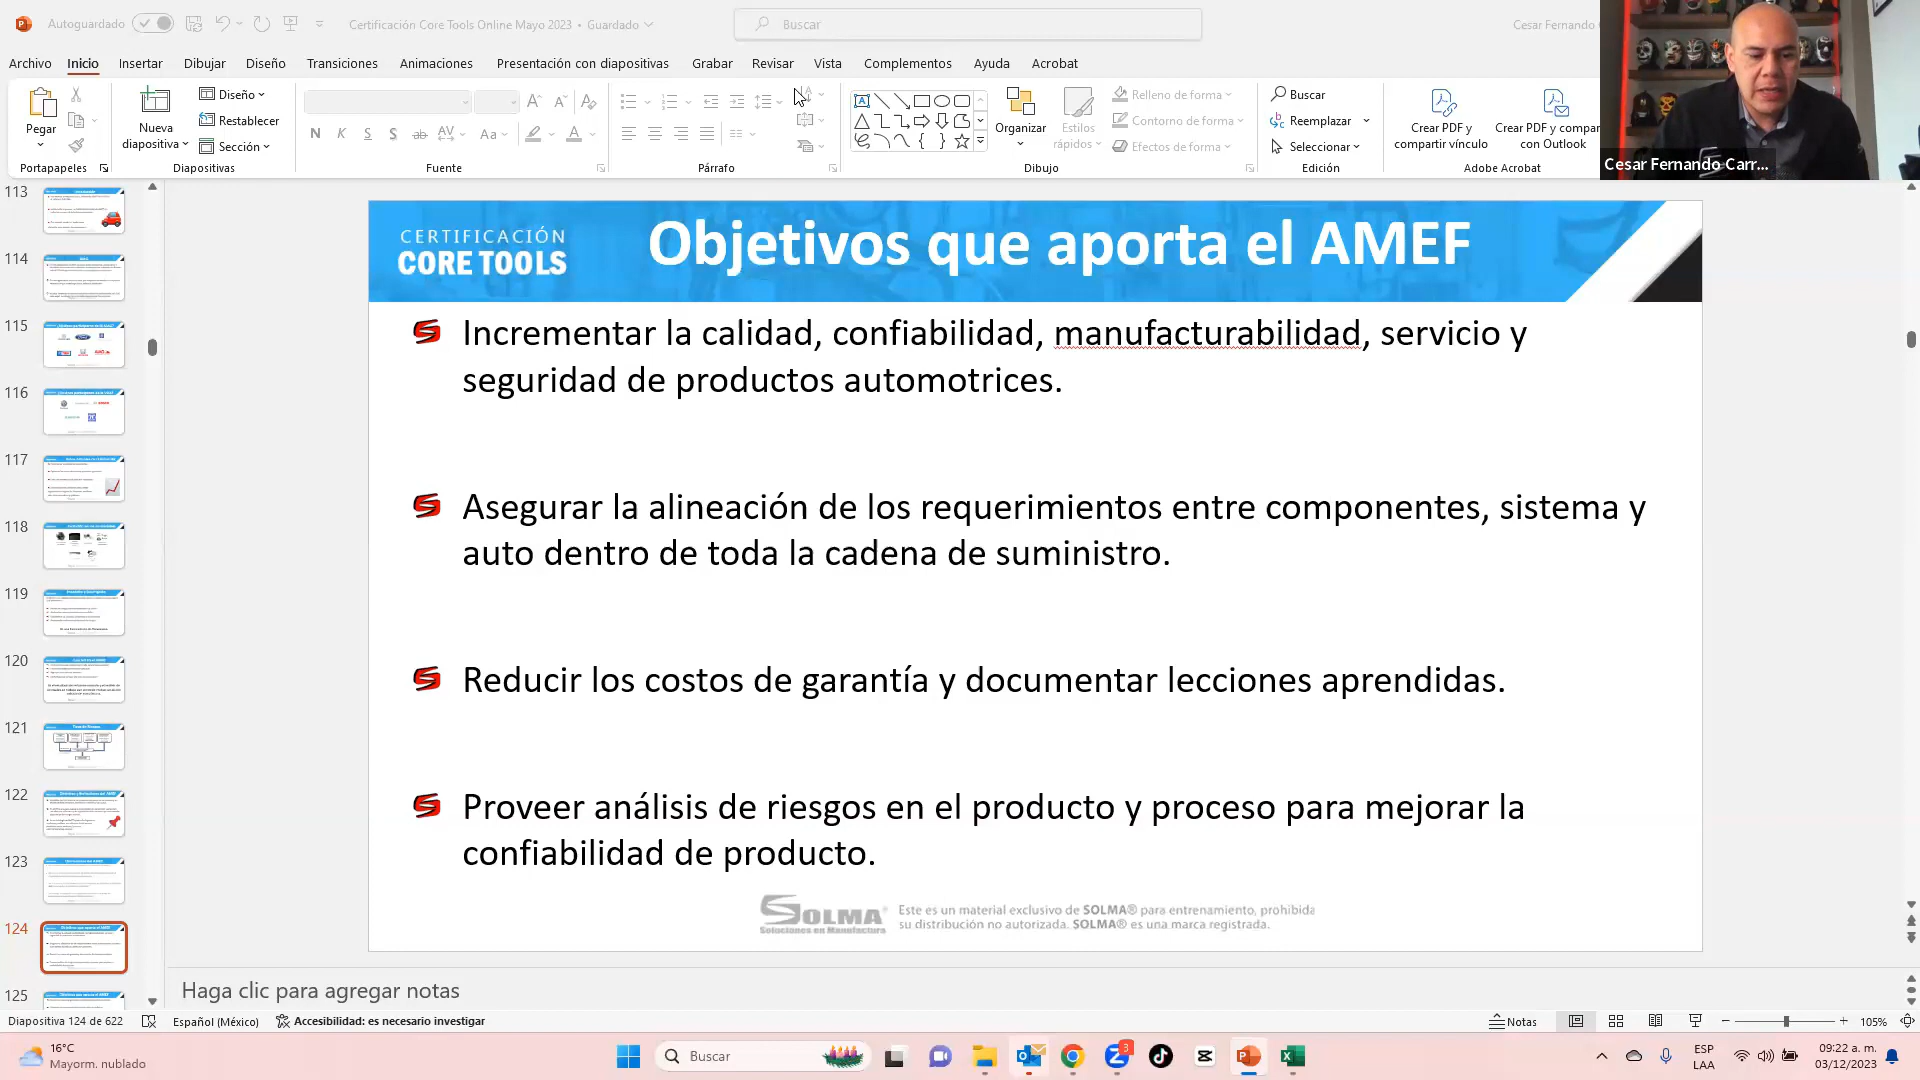 Autoguardado
Certificación Core Tools Online Mayo 2023 • Guardado
Buscar
Cesar Fernando
Archivo
Inicio
Insertar
Dibujar
Diseño
Transiciones
Animaciones
Presentación con diapositivas
Grabar
Revisar
Vista
Complementos
Ayuda
Acrobat
Pegar
Portapapeles
Nueva
diapositiva
Diseño
Restablecer
Sección
Diapositivas
N K S S ab AV Aa A
Fuente
Párrafo
Organizar
Estilos
rápidos
Relleno de forma
Contorno de forma
Efectos de forma
Dibujo
Buscar
Reemplazar
Seleccionar
Edición
Crear PDF y
compartir vínculo
Crear PDF y compar
con Outlook
Adobe Acrobat
Cesar Fernando Carr...
113
114
115
116
117
118
119
120
121
122
123
124
125
CERTIFICACIÓN
CORE TOOLS
Objetivos que aporta el AMEF
Incrementar la calidad, confiabilidad, manufacturabilidad, servicio y
seguridad de productos automotrices.
Asegurar la alineación de los requerimientos entre componentes, sistema y
auto dentro de toda la cadena de suministro.
Reducir los costos de garantía y documentar lecciones aprendidas.
Proveer análisis de riesgos en el producto y proceso para mejorar la
confiabilidad de producto.
SOLMA®
Soluciones en Manufactura
Este es un material exclusivo de SOLMA® para entrenamiento, prohibida
su distribución no autorizada. SOLMA® es una marca registrada.
Haga clic para agregar notas
Diapositiva 124 de 622
Español (México)
Accesibilidad: es necesario investigar
Notas
105%
16°C
Mayorm. nublado
Buscar
3
ESP
LAA
09:22 a. m.
03/12/2023